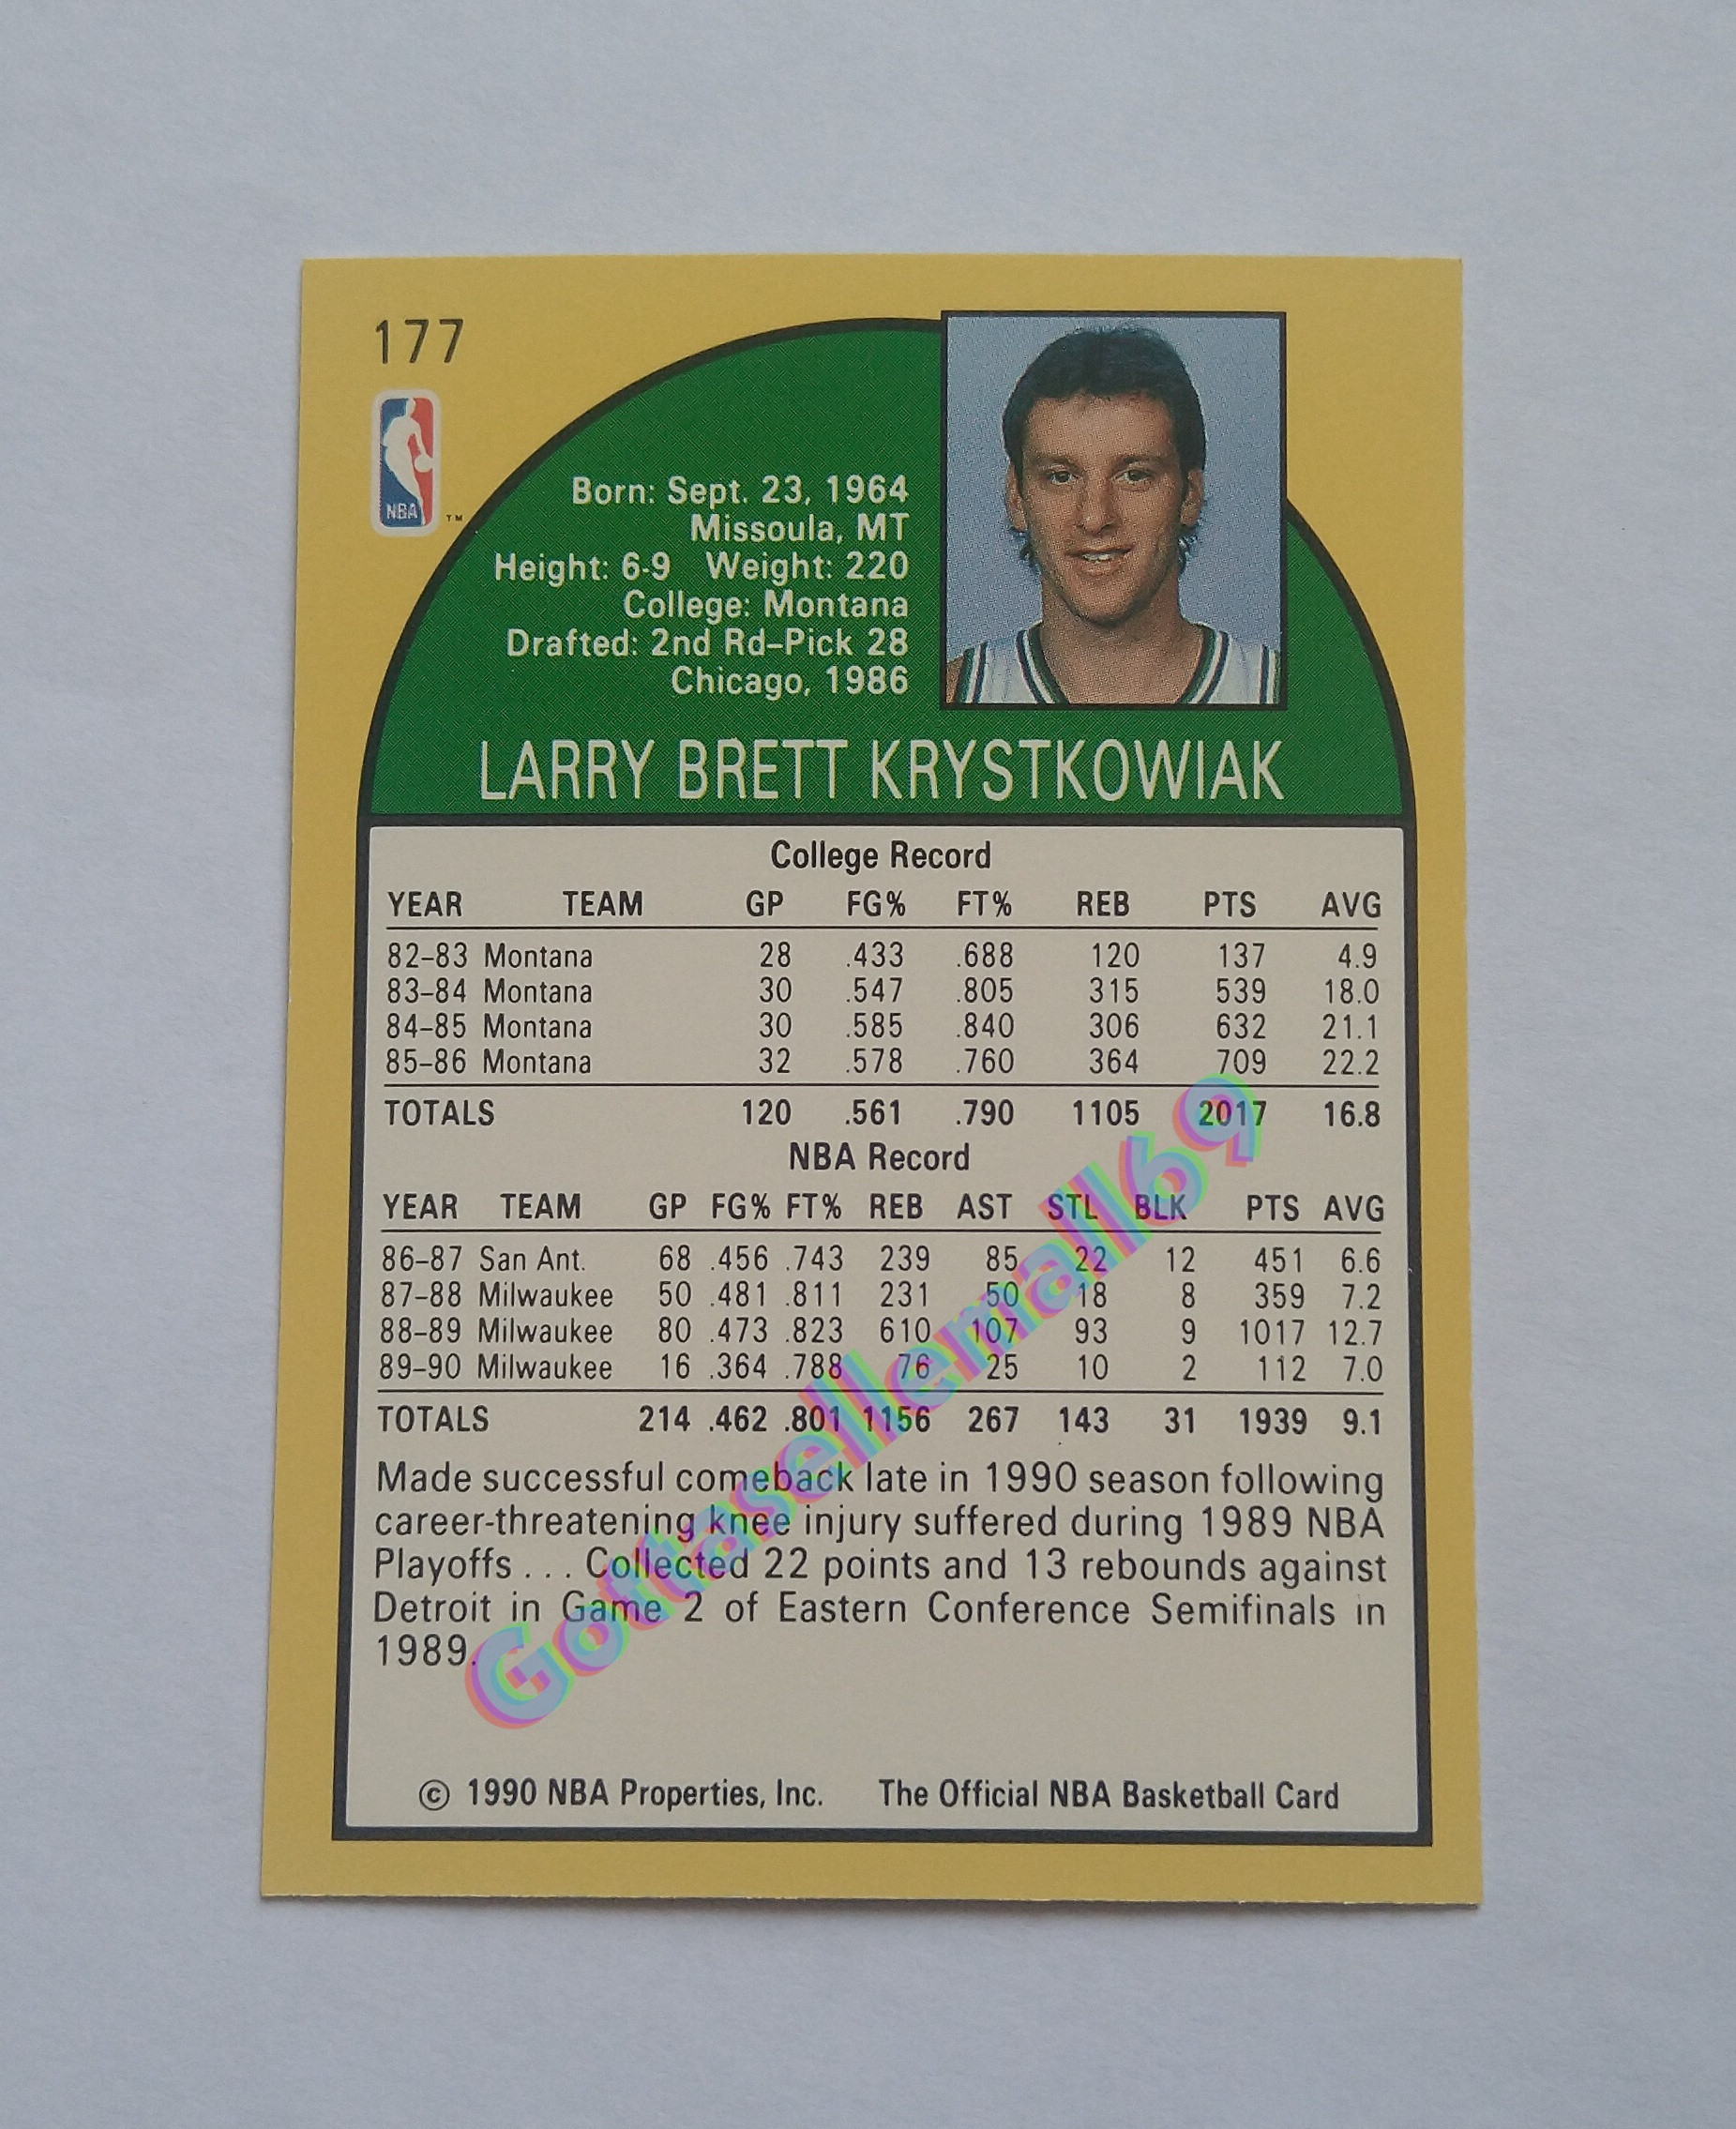 177
NBA
TM
Born: Sept. 23, 1964
Missoula, MT
Height: 6-9 Weight: 220
College: Montana
Drafted: 2nd Rd–Pick 28
Chicago, 1986
LARRY BRETT KRYSTKOWIAK
College Record
YEAR TEAM GP FG% FT% REB PTS AVG
82–83 Montana 28 .433 .688 120 137 4.9
83–84 Montana 30 .547 .805 315 539 18.0
84–85 Montana 30 .585 .840 306 632 21.1
85–86 Montana 32 .578 .760 364 709 22.2
TOTALS 120 .561 .790 1105 2017 16.8
NBA Record
YEAR TEAM GP FG% FT% REB AST STL BLK PTS AVG
86–87 San Ant. 68 .456 .743 239 85 22 12 451 6.6
87–88 Milwaukee 50 .481 .811 231 50 18 8 359 7.2
88–89 Milwaukee 80 .473 .823 610 107 93 9 1017 12.7
89–90 Milwaukee 16 .364 .788 76 25 10 2 112 7.0
TOTALS 214 .462 .801 1156 267 143 31 1939 9.1
Made successful comeback late in 1990 season following
career-threatening knee injury suffered during 1989 NBA
Playoffs . . . Collected 22 points and 13 rebounds against
Detroit in Game 2 of Eastern Conference Semifinals in
1989.
Gottasellemall69
© 1990 NBA Properties, Inc. The Official NBA Basketball Card